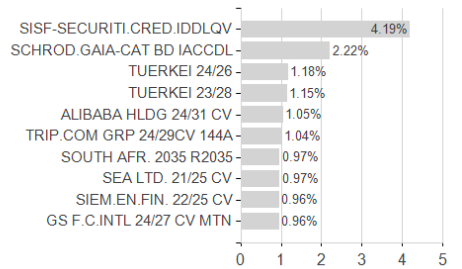 SISF-SECURITI.CRED.IDDLQV 4.19%
SCHROD.GAIA-CAT BD IACCDL 2.22%
TUERKEI 24/26 1.18%
TUERKEI 23/28 1.15%
ALIBABA HLDG 24/31 CV 1.05%
TRIP.COM GRP 24/29CV 144A 1.04%
SOUTH AFR. 2035 R2035 0.97%
SEA LTD. 21/25 CV 0.97%
SIEM.EN.FIN. 22/25 CV 0.96%
GS F.C.INTL 24/27 CV MTN 0.96%
0 1 2 3 4 5